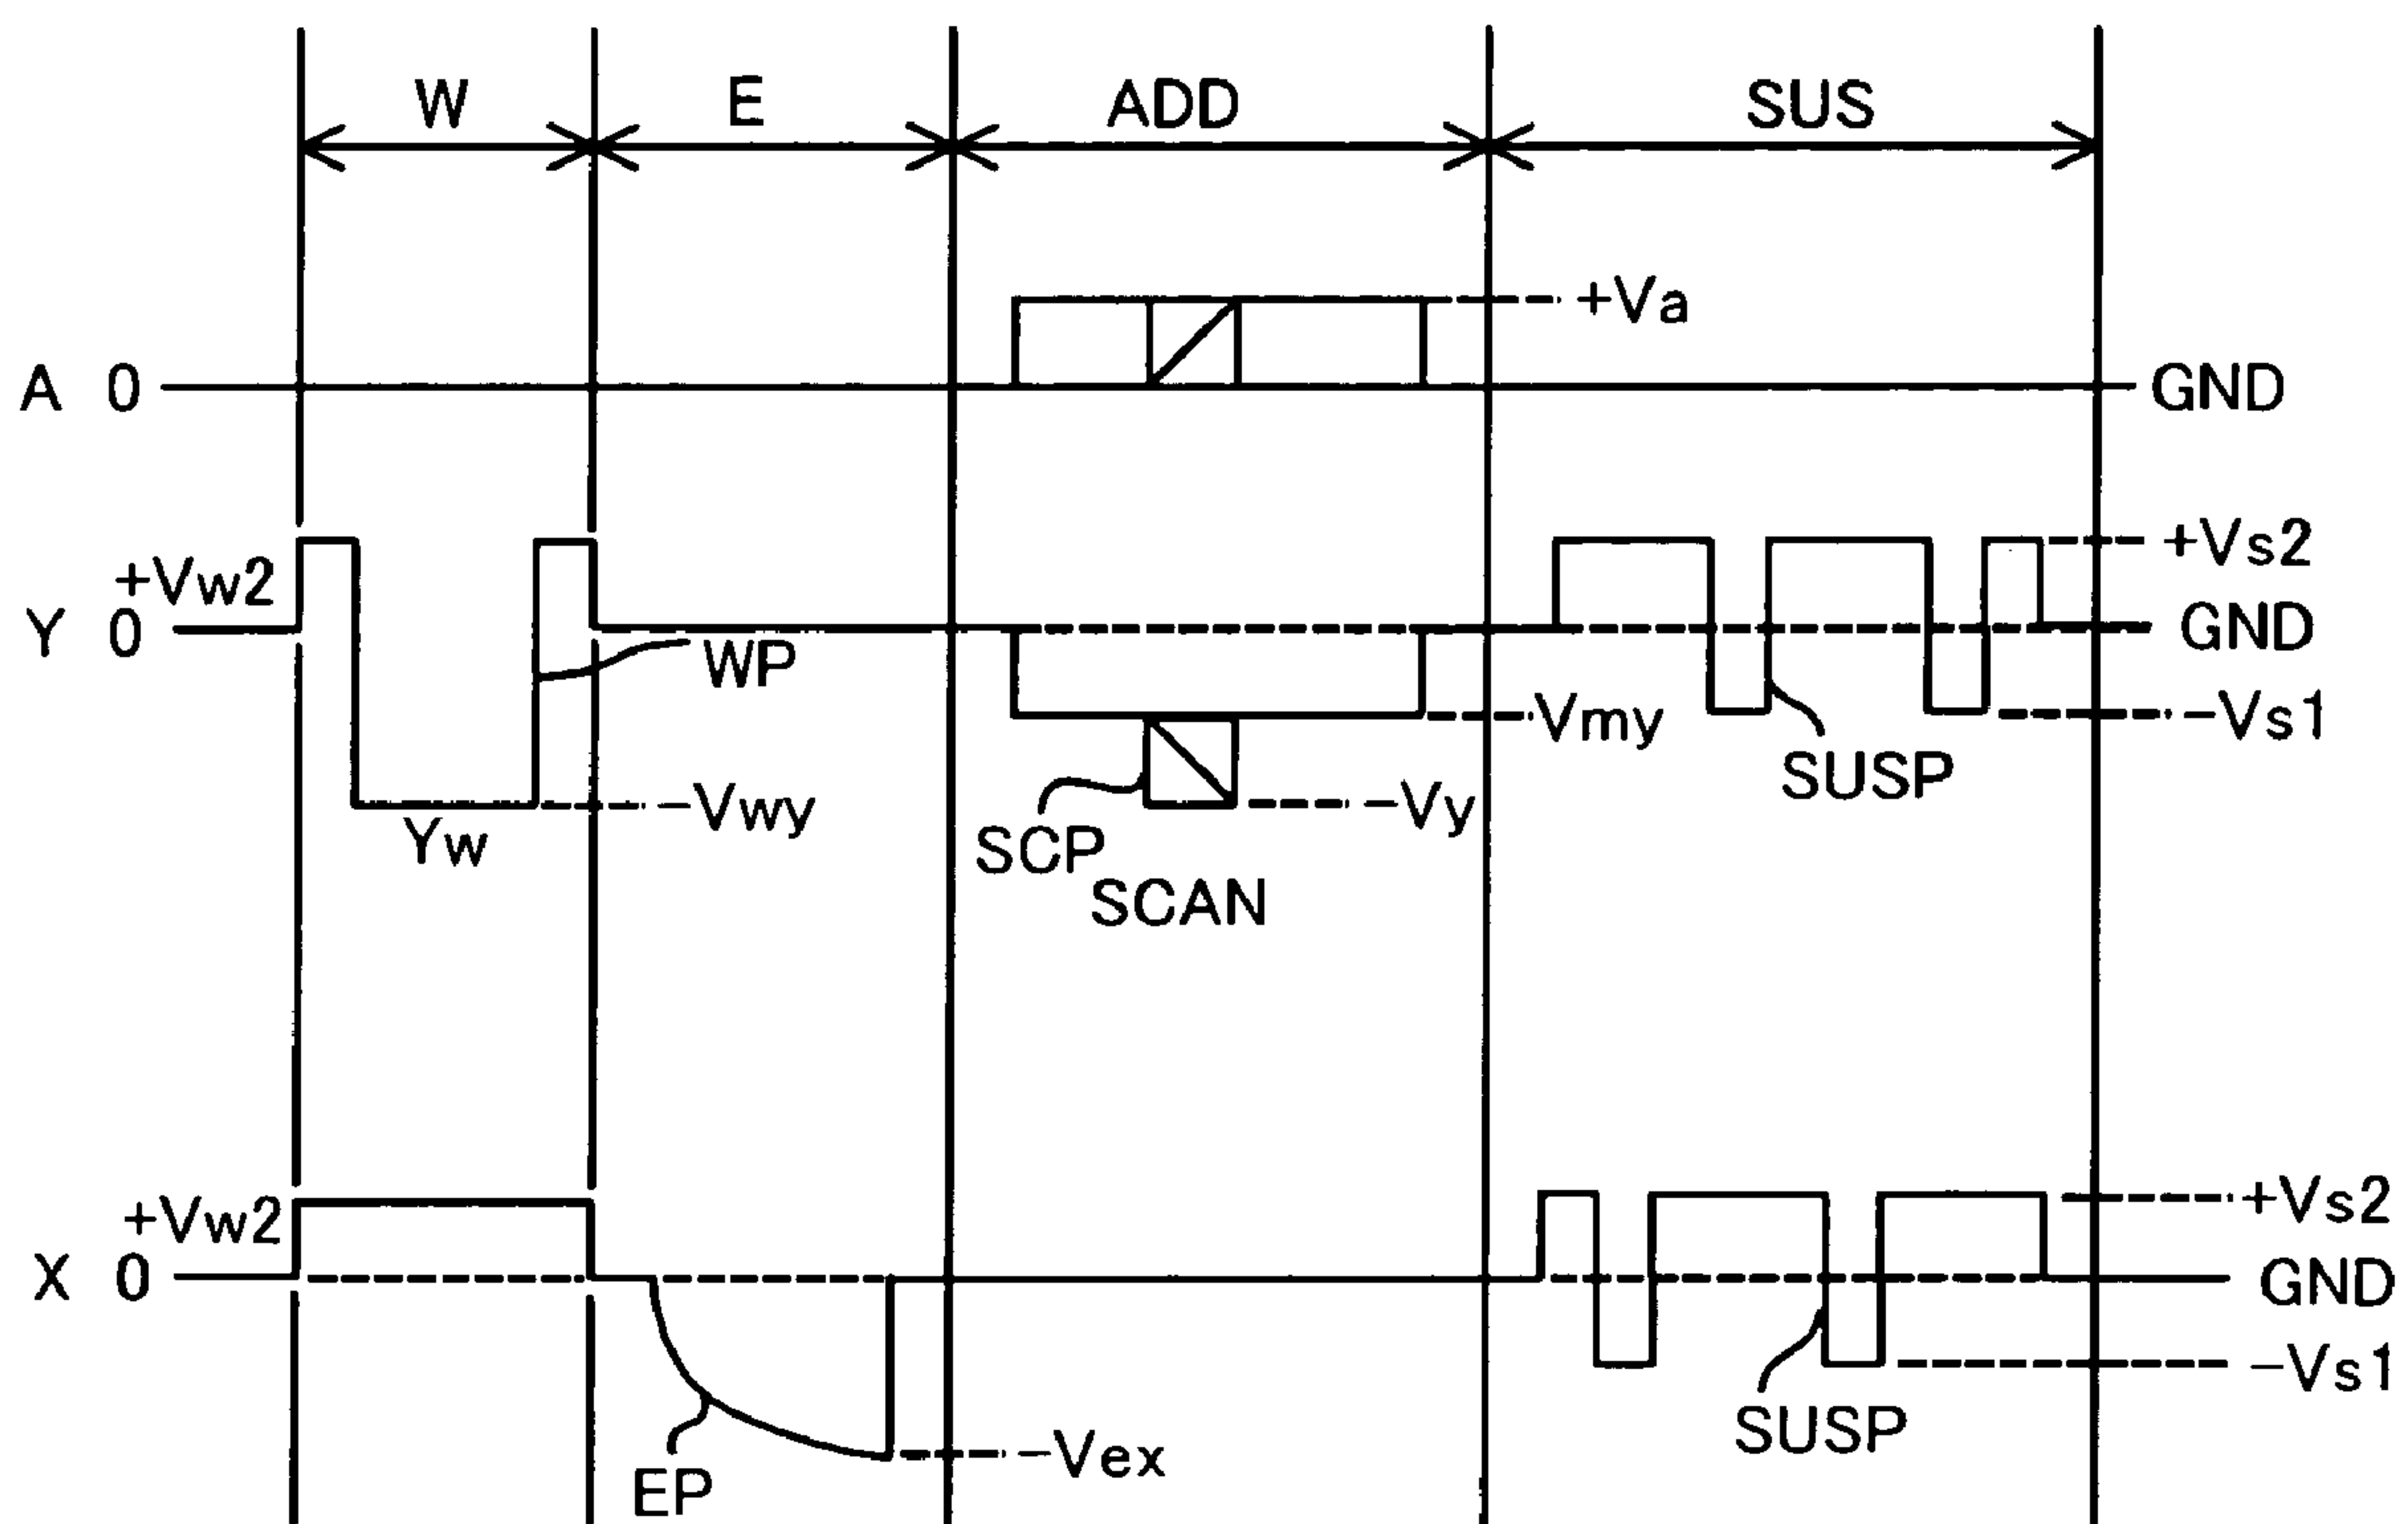 W E ADD SUS
+Va
A 0 GND
+Vs2
+Vw2
Y 0 GND
WP
Vmy -Vs1
SUSP
-Vwy -Vy
Yw SCP
SCAN
+Vw2 +Vs2
X 0 GND
-Vs1
SUSP
-Vex
EP